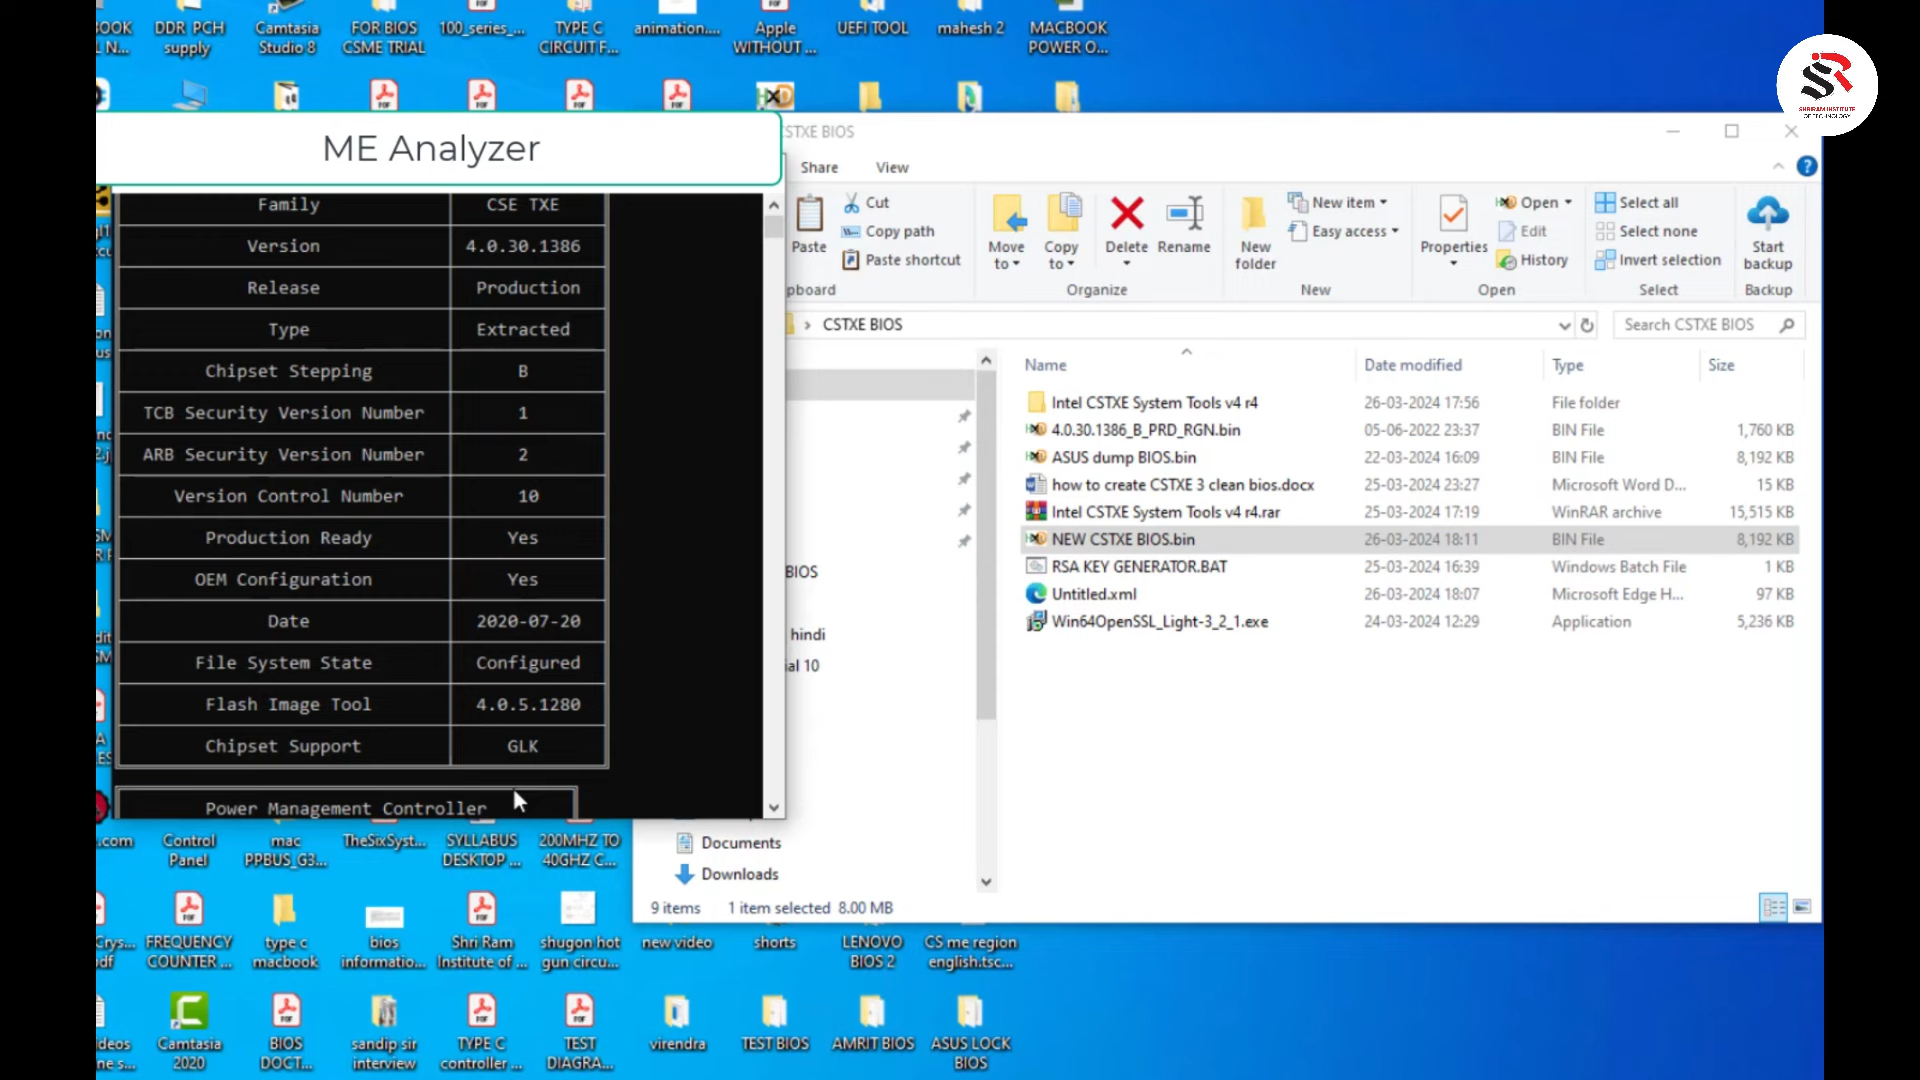 DDR PCH
supply
Camtasia
Studio 8
FOR BIOS
CSME TRIAL
100_series_...
TYPE C
CIRCUIT F...
animation....
Apple
WITHOUT ...
UEFI TOOL
mahesh 2
MACBOOK
POWER O...
SHRI RAM INSTITUTE
OF TECHNOLOGY
ME Analyzer
Family CSE TXE
Version 4.0.30.1386
Release Production
Type Extracted
Chipset Stepping B
TCB Security Version Number 1
ARB Security Version Number 2
Version Control Number 10
Production Ready Yes
OEM Configuration Yes
Date 2020-07-20
File System State Configured
Flash Image Tool 4.0.5.1280
Chipset Support GLK
Power Management Controller
STXE BIOS
Share View
Paste
Cut
Copy path
Paste shortcut
pboard
Move
to
Copy
to
Delete
Rename
Organize
New
folder
New item
Easy access
New
Properties
Open
Edit
History
Open
Select all
Select none
Invert selection
Select
Start
backup
Backup
CSTXE BIOS
Search CSTXE BIOS
Name Date modified Type Size
Intel CSTXE System Tools v4 r4 26-03-2024 17:56 File folder
4.0.30.1386_B_PRD_RGN.bin 05-06-2022 23:37 BIN File 1,760 KB
ASUS dump BIOS.bin 22-03-2024 16:09 BIN File 8,192 KB
how to create CSTXE 3 clean bios.docx 25-03-2024 23:27 Microsoft Word D... 15 KB
Intel CSTXE System Tools v4 r4.rar 25-03-2024 17:19 WinRAR archive 15,515 KB
NEW CSTXE BIOS.bin 26-03-2024 18:11 BIN File 8,192 KB
RSA KEY GENERATOR.BAT 25-03-2024 16:39 Windows Batch File 1 KB
Untitled.xml 26-03-2024 18:07 Microsoft Edge H... 97 KB
Win64OpenSSL_Light-3_2_1.exe 24-03-2024 12:29 Application 5,236 KB
BIOS
hindi
ial 10
Documents
Downloads
9 items 1 item selected 8.00 MB
.com
Control
Panel
mac
PPBUS_G3...
TheSixSyst...
SYLLABUS
DESKTOP ...
200MHZ TO
40GHZ C...
FREQUENCY
COUNTER ...
type c
macbook
bios
informatio...
Shri Ram
Institute of ...
shugon hot
gun circu...
new video
shorts
LENOVO
BIOS 2
CS me region
english.tsc...
Camtasia
2020
BIOS
DOCT...
sandip sir
interview
TYPE C
controller ...
TEST
DIAGRA...
virendra
TEST BIOS
AMRIT BIOS
ASUS LOCK
BIOS